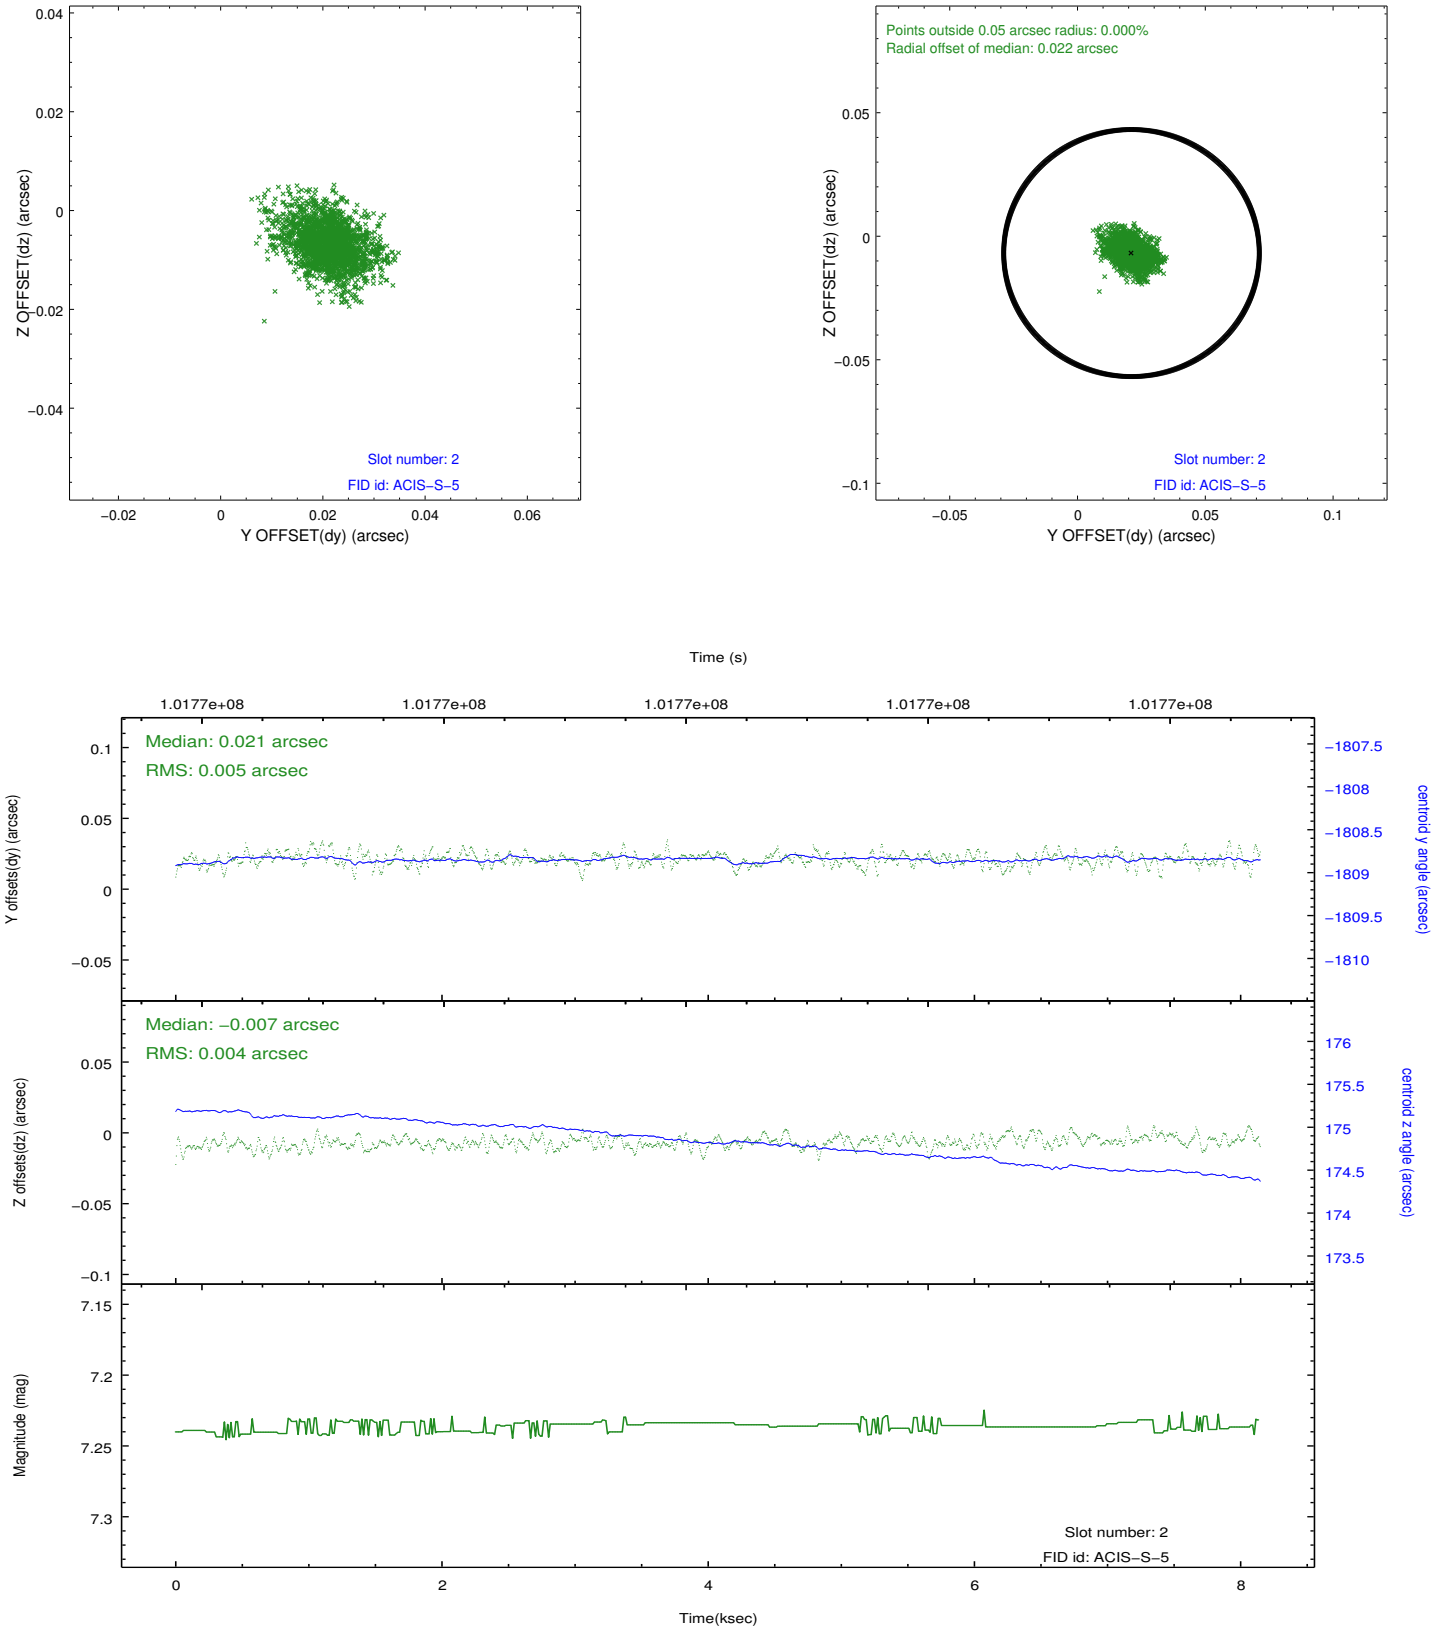 0.04
0.02
0
−0.02
−0.04
Z OFFSET(dz) (arcsec)
Slot number: 2
FID id: ACIS−S−5
−0.02 0 0.02 0.04 0.06
Y OFFSET(dy) (arcsec)
Points outside 0.05 arcsec radius: 0.000%
Radial offset of median: 0.022 arcsec
0.05
0
−0.05
−0.1
Z OFFSET(dz) (arcsec)
Slot number: 2
FID id: ACIS−S−5
−0.05 0 0.05 0.1
Y OFFSET(dy) (arcsec)
Time (s)
1.0177e+08 1.0177e+08 1.0177e+08 1.0177e+08 1.0177e+08
Median: 0.021 arcsec
RMS: 0.005 arcsec
0.1
0.05
0
−0.05
Y offsets(dy) (arcsec)
−1807.5
−1808
−1808.5
−1809
−1809.5
−1810
centroid y angle (arcsec)
Median: −0.007 arcsec
RMS: 0.004 arcsec
0.05
0
−0.05
−0.1
Z offsets(dz) (arcsec)
176
175.5
175
174.5
174
173.5
centroid z angle (arcsec)
7.15
7.2
7.25
7.3
Magnitude (mag)
Slot number: 2
FID id: ACIS−S−5
0 2 4 6 8
Time(ksec)